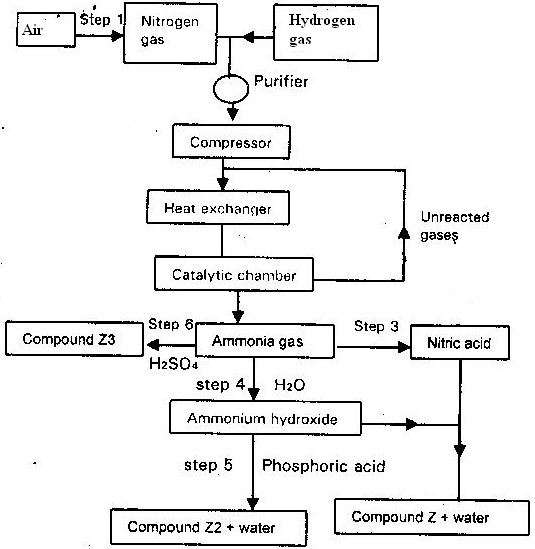 Air
Step 1
Nitrogen
gas
Hydrogen
gas
Purifier
Compressor
Heat exchanger
Unreacted
gases
Catalytic chamber
Compound Z3
Step 6
H₂SO₄
Ammonia gas
Step 3
Nitric acid
step 4
H₂O
Ammonium hydroxide
step 5
Phosphoric acid
Compound Z2 + water
Compound Z + water